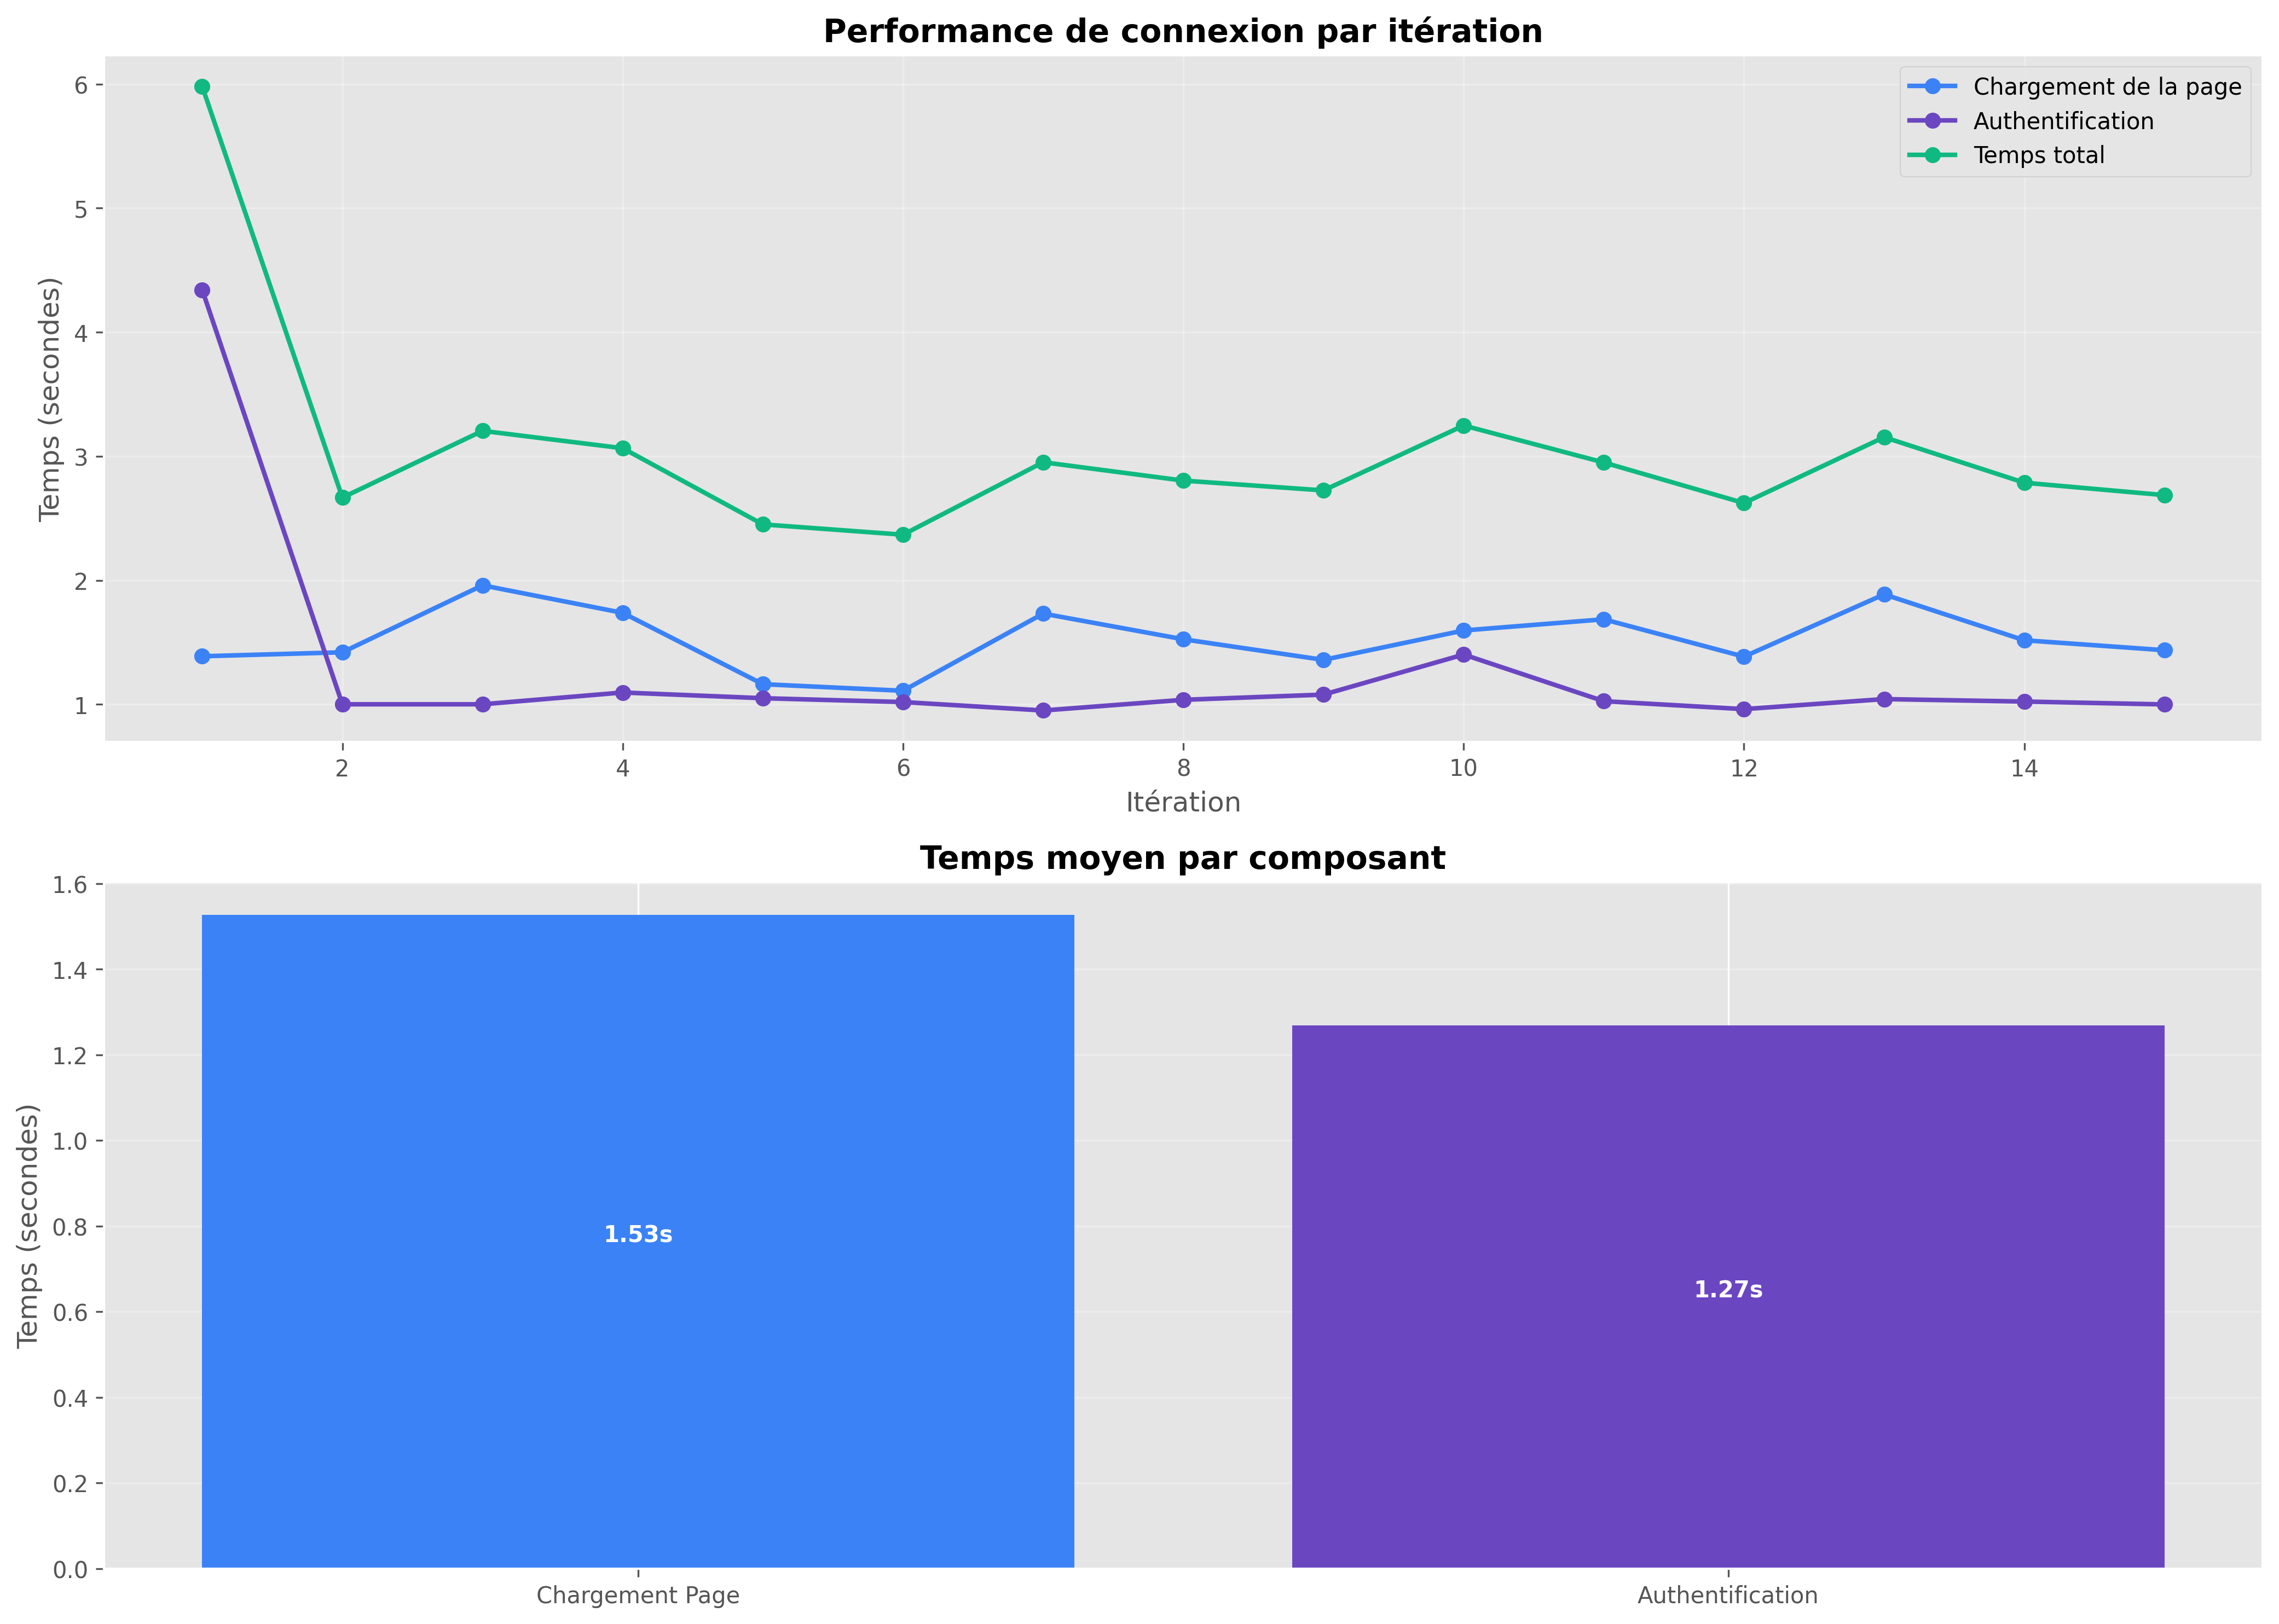 Performance de connexion par itération
6
5
4
3
2
1
Temps (secondes)
Chargement de la page
Authentification
Temps total
2 4 6 8 10 12 14
Itération
Temps moyen par composant
1.6
1.4
1.2
1.0
0.8
0.6
0.4
0.2
0.0
Temps (secondes)
1.53s
1.27s
Chargement Page Authentification